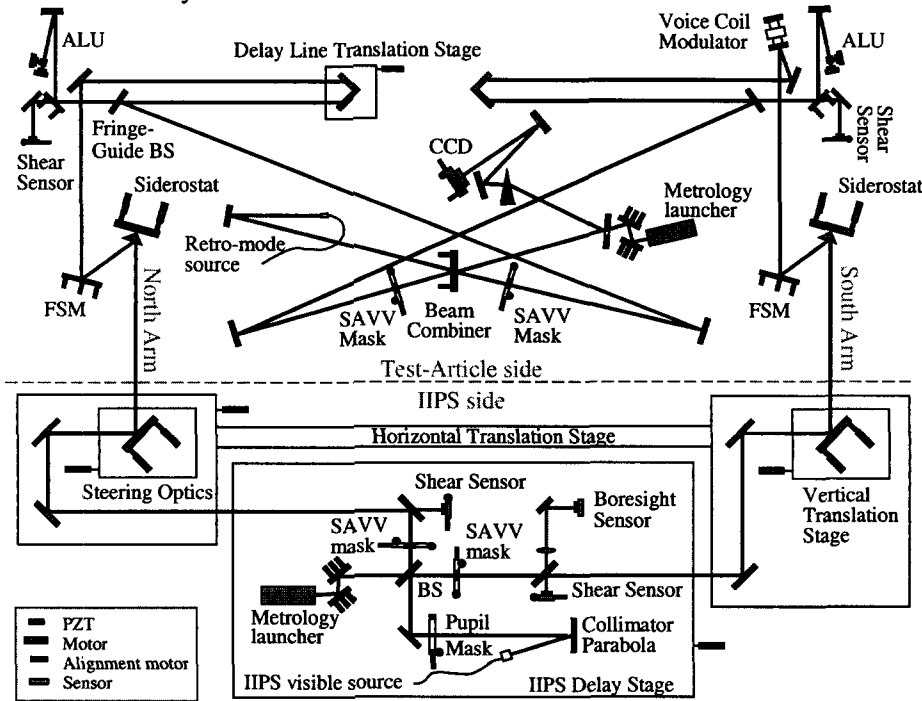 ALU
Delay Line Translation Stage
Voice Coil
Modulator
ALU
Fringe-
Guide BS
Shear
Sensor
CCD
Shear
Sensor
Siderostat
Metrology
launcher
Siderostat
Retro-mode
source
FSM
North Arm
SAVV
Mask
Beam
Combiner
SAVV
Mask
FSM
South Arm
Test-Article side
IIPS side
Horizontal Translation Stage
Steering Optics
Shear Sensor
Boresight
Sensor
Vertical
Translation
Stage
SAVV
mask
SAVV
mask
BS
Shear Sensor
Metrology
launcher
Pupil
Mask
Collimator
Parabola
IIPS visible source
IIPS Delay Stage
PZT
Motor
Alignment motor
Sensor